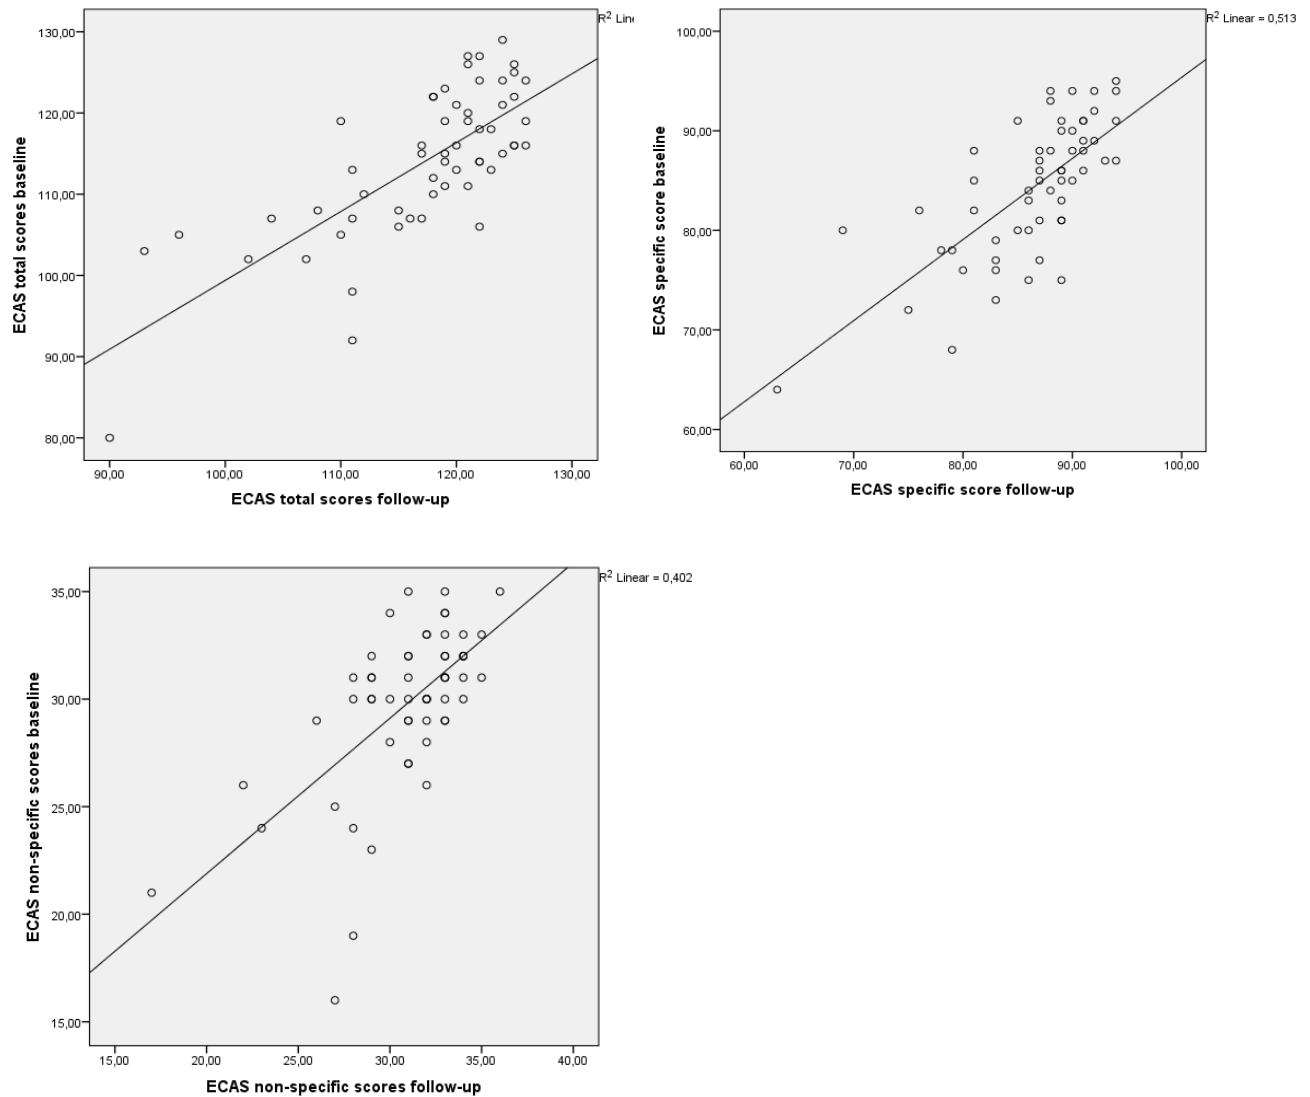 R2 Lin
130,00
120,00
110,00
100,00
90,00
80,00
ECAS total scores baseline
90,00 100,00 110,00 120,00 130,00
ECAS total scores follow-up
R2 Linear = 0,513
100,00
90,00
80,00
70,00
60,00
ECAS specific score baseline
60,00 70,00 80,00 90,00 100,00
ECAS specific score follow-up
R2 Linear = 0,402
35,00
30,00
25,00
20,00
15,00
ECAS non-specific scores baseline
15,00 20,00 25,00 30,00 35,00 40,00
ECAS non-specific scores follow-up